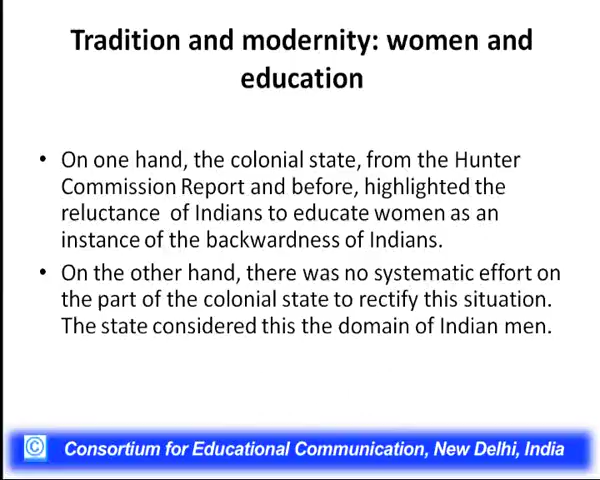 Tradition and modernity: women and
education
• On one hand, the colonial state, from the Hunter
Commission Report and before, highlighted the
reluctance of Indians to educate women as an
instance of the backwardness of Indians.
• On the other hand, there was no systematic effort on
the part of the colonial state to rectify this situation.
The state considered this the domain of Indian men.
© Consortium for Educational Communication, New Delhi, India